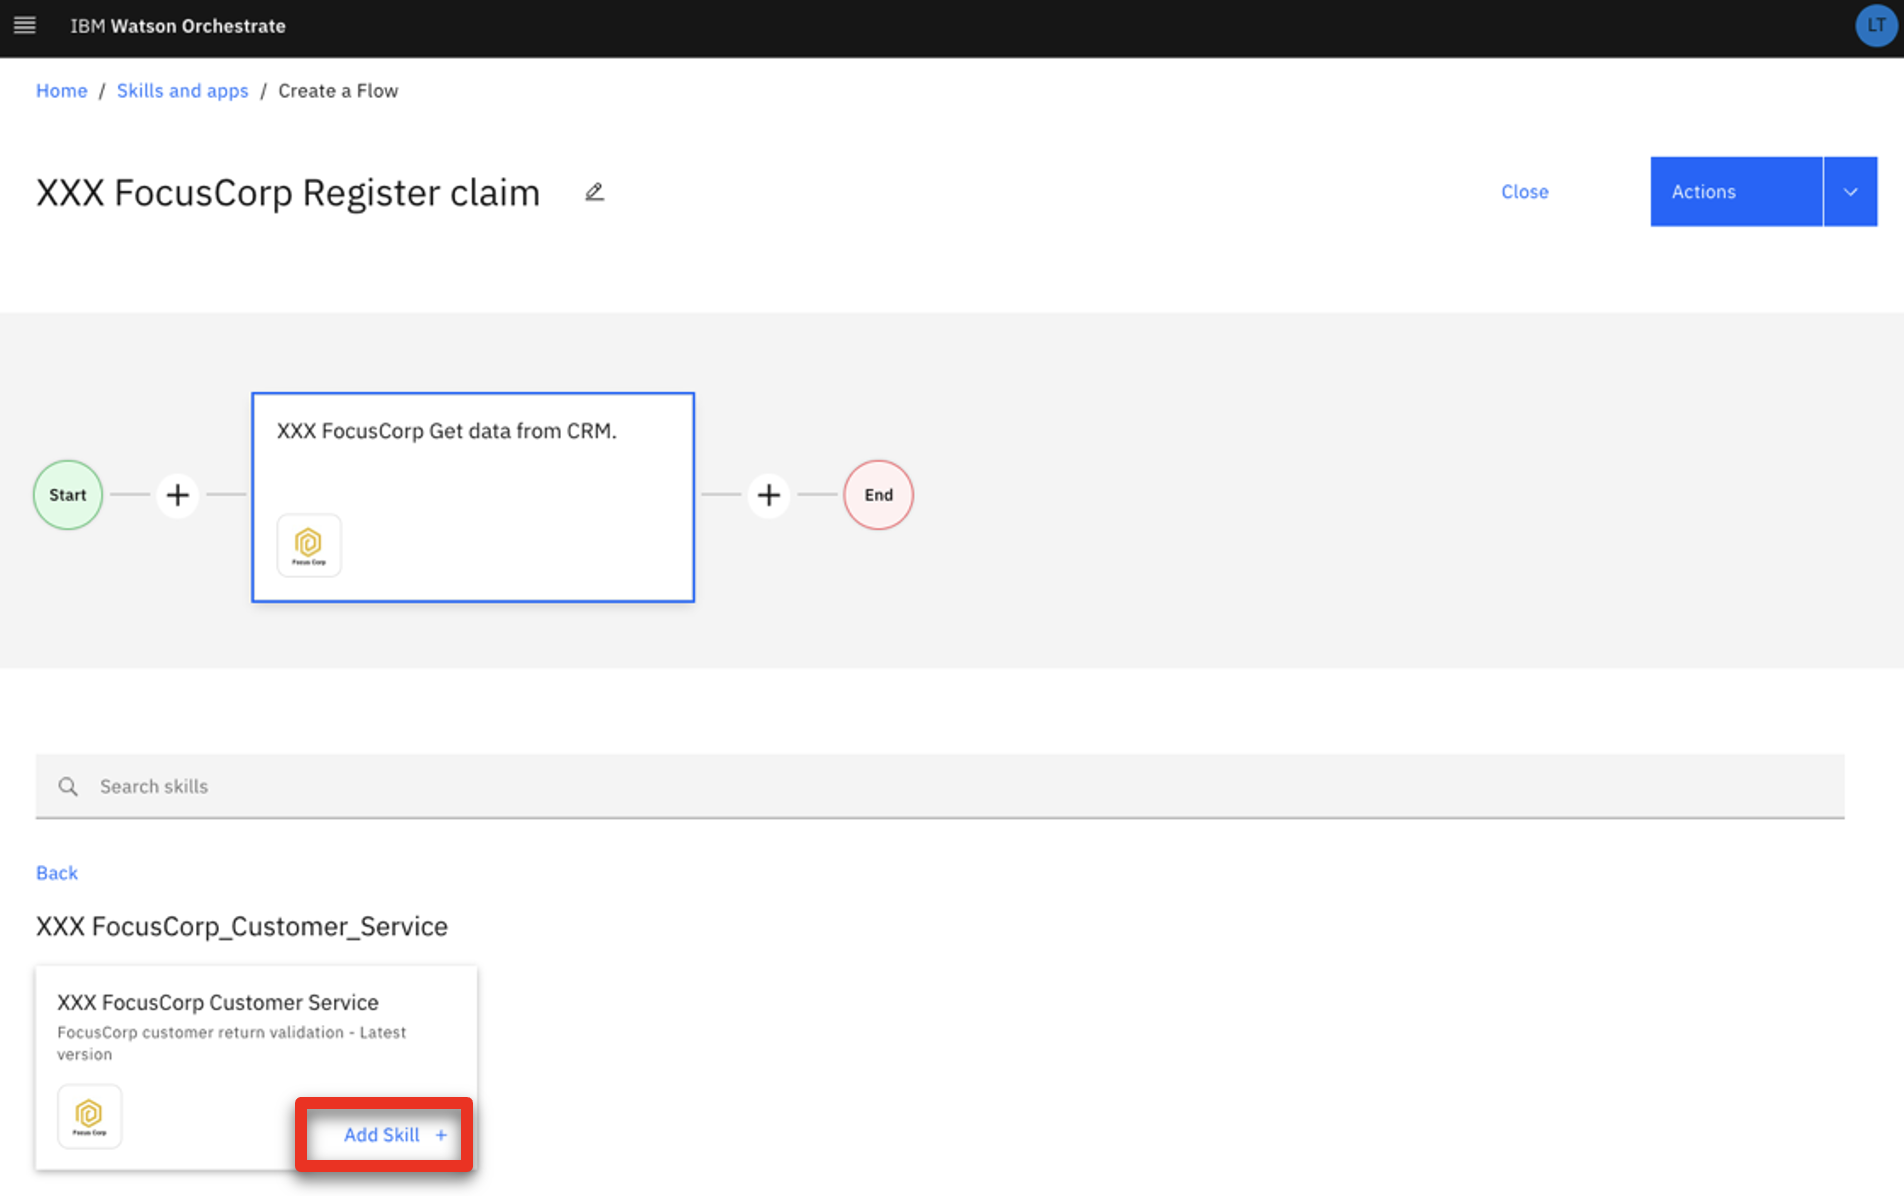 IBM Watson Orchestrate
LT
Home / Skills and apps / Create a Flow
XXX FocusCorp Register claim
Close
Actions
Start
+
XXX FocusCorp Get data from CRM.
Focus Corp
+
End
Search skills
Back
XXX FocusCorp_Customer_Service
XXX FocusCorp Customer Service
FocusCorp customer return validation - Latest
version
Focus Corp
Add Skill +